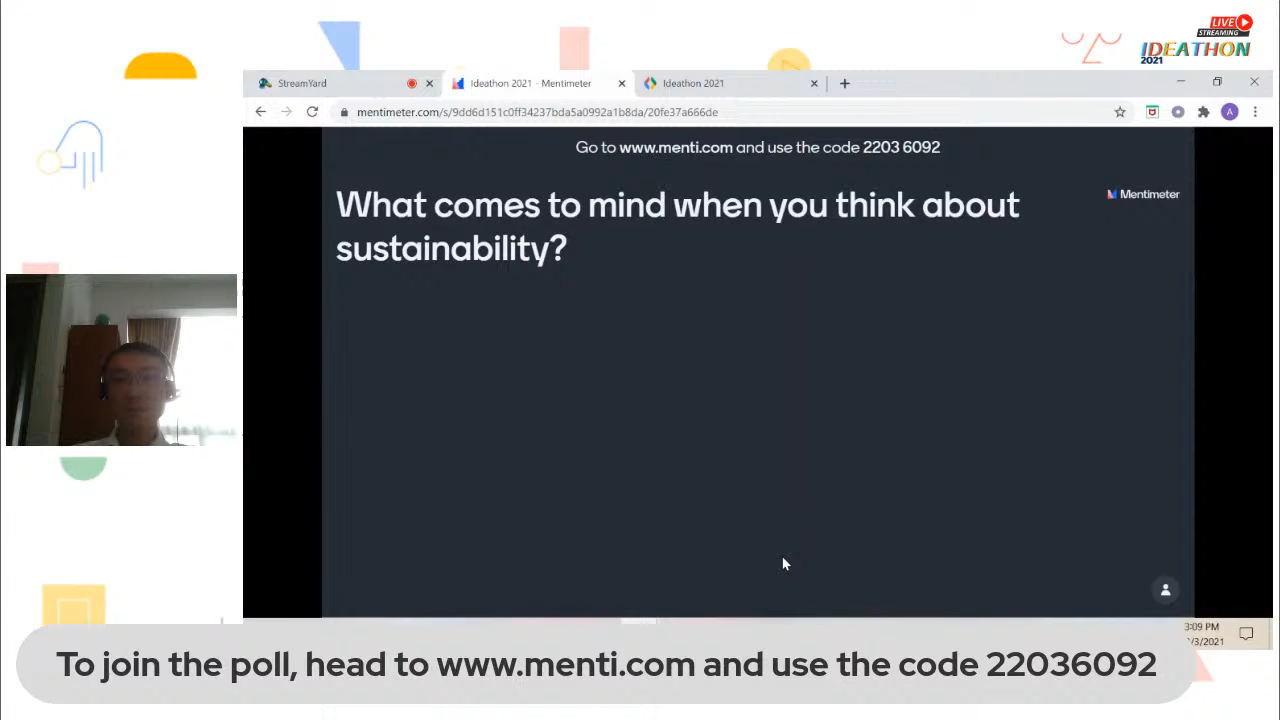 LIVE
STREAMING
IDEATHON
2021
StreamYard
Ideathon 2021 - Mentimeter
Ideathon 2021
mentimeter.com/s/9dd6d151c0ff34237bda5a0992a1b8da/20fe37a666de
A
Go to www.menti.com and use the code 2203 6092
What comes to mind when you think about
sustainability?
Mentimeter
3:09 PM
/3/2021
To join the poll, head to www.menti.com and use the code 22036092